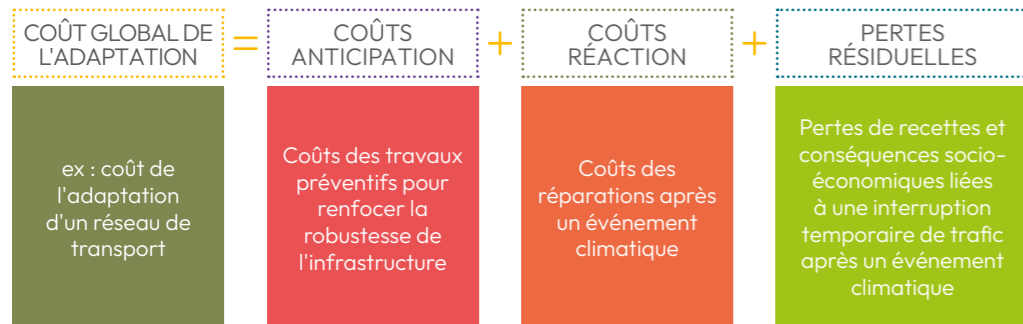 COÛT GLOBAL DE
L'ADAPTATION
=
COÛTS
ANTICIPATION
+
COÛTS
RÉACTION
+
PERTES
RÉSIDUELLES
ex : coût de
l'adaptation
d'un réseau de
transport
Coûts des travaux
préventifs pour
renfocer la
robustesse de
l'infrastructure
Coûts des
réparations après
un événement
climatique
Pertes de recettes et
conséquences socio-
économiques liées
à une interruption
temporaire de trafic
après un événement
climatique